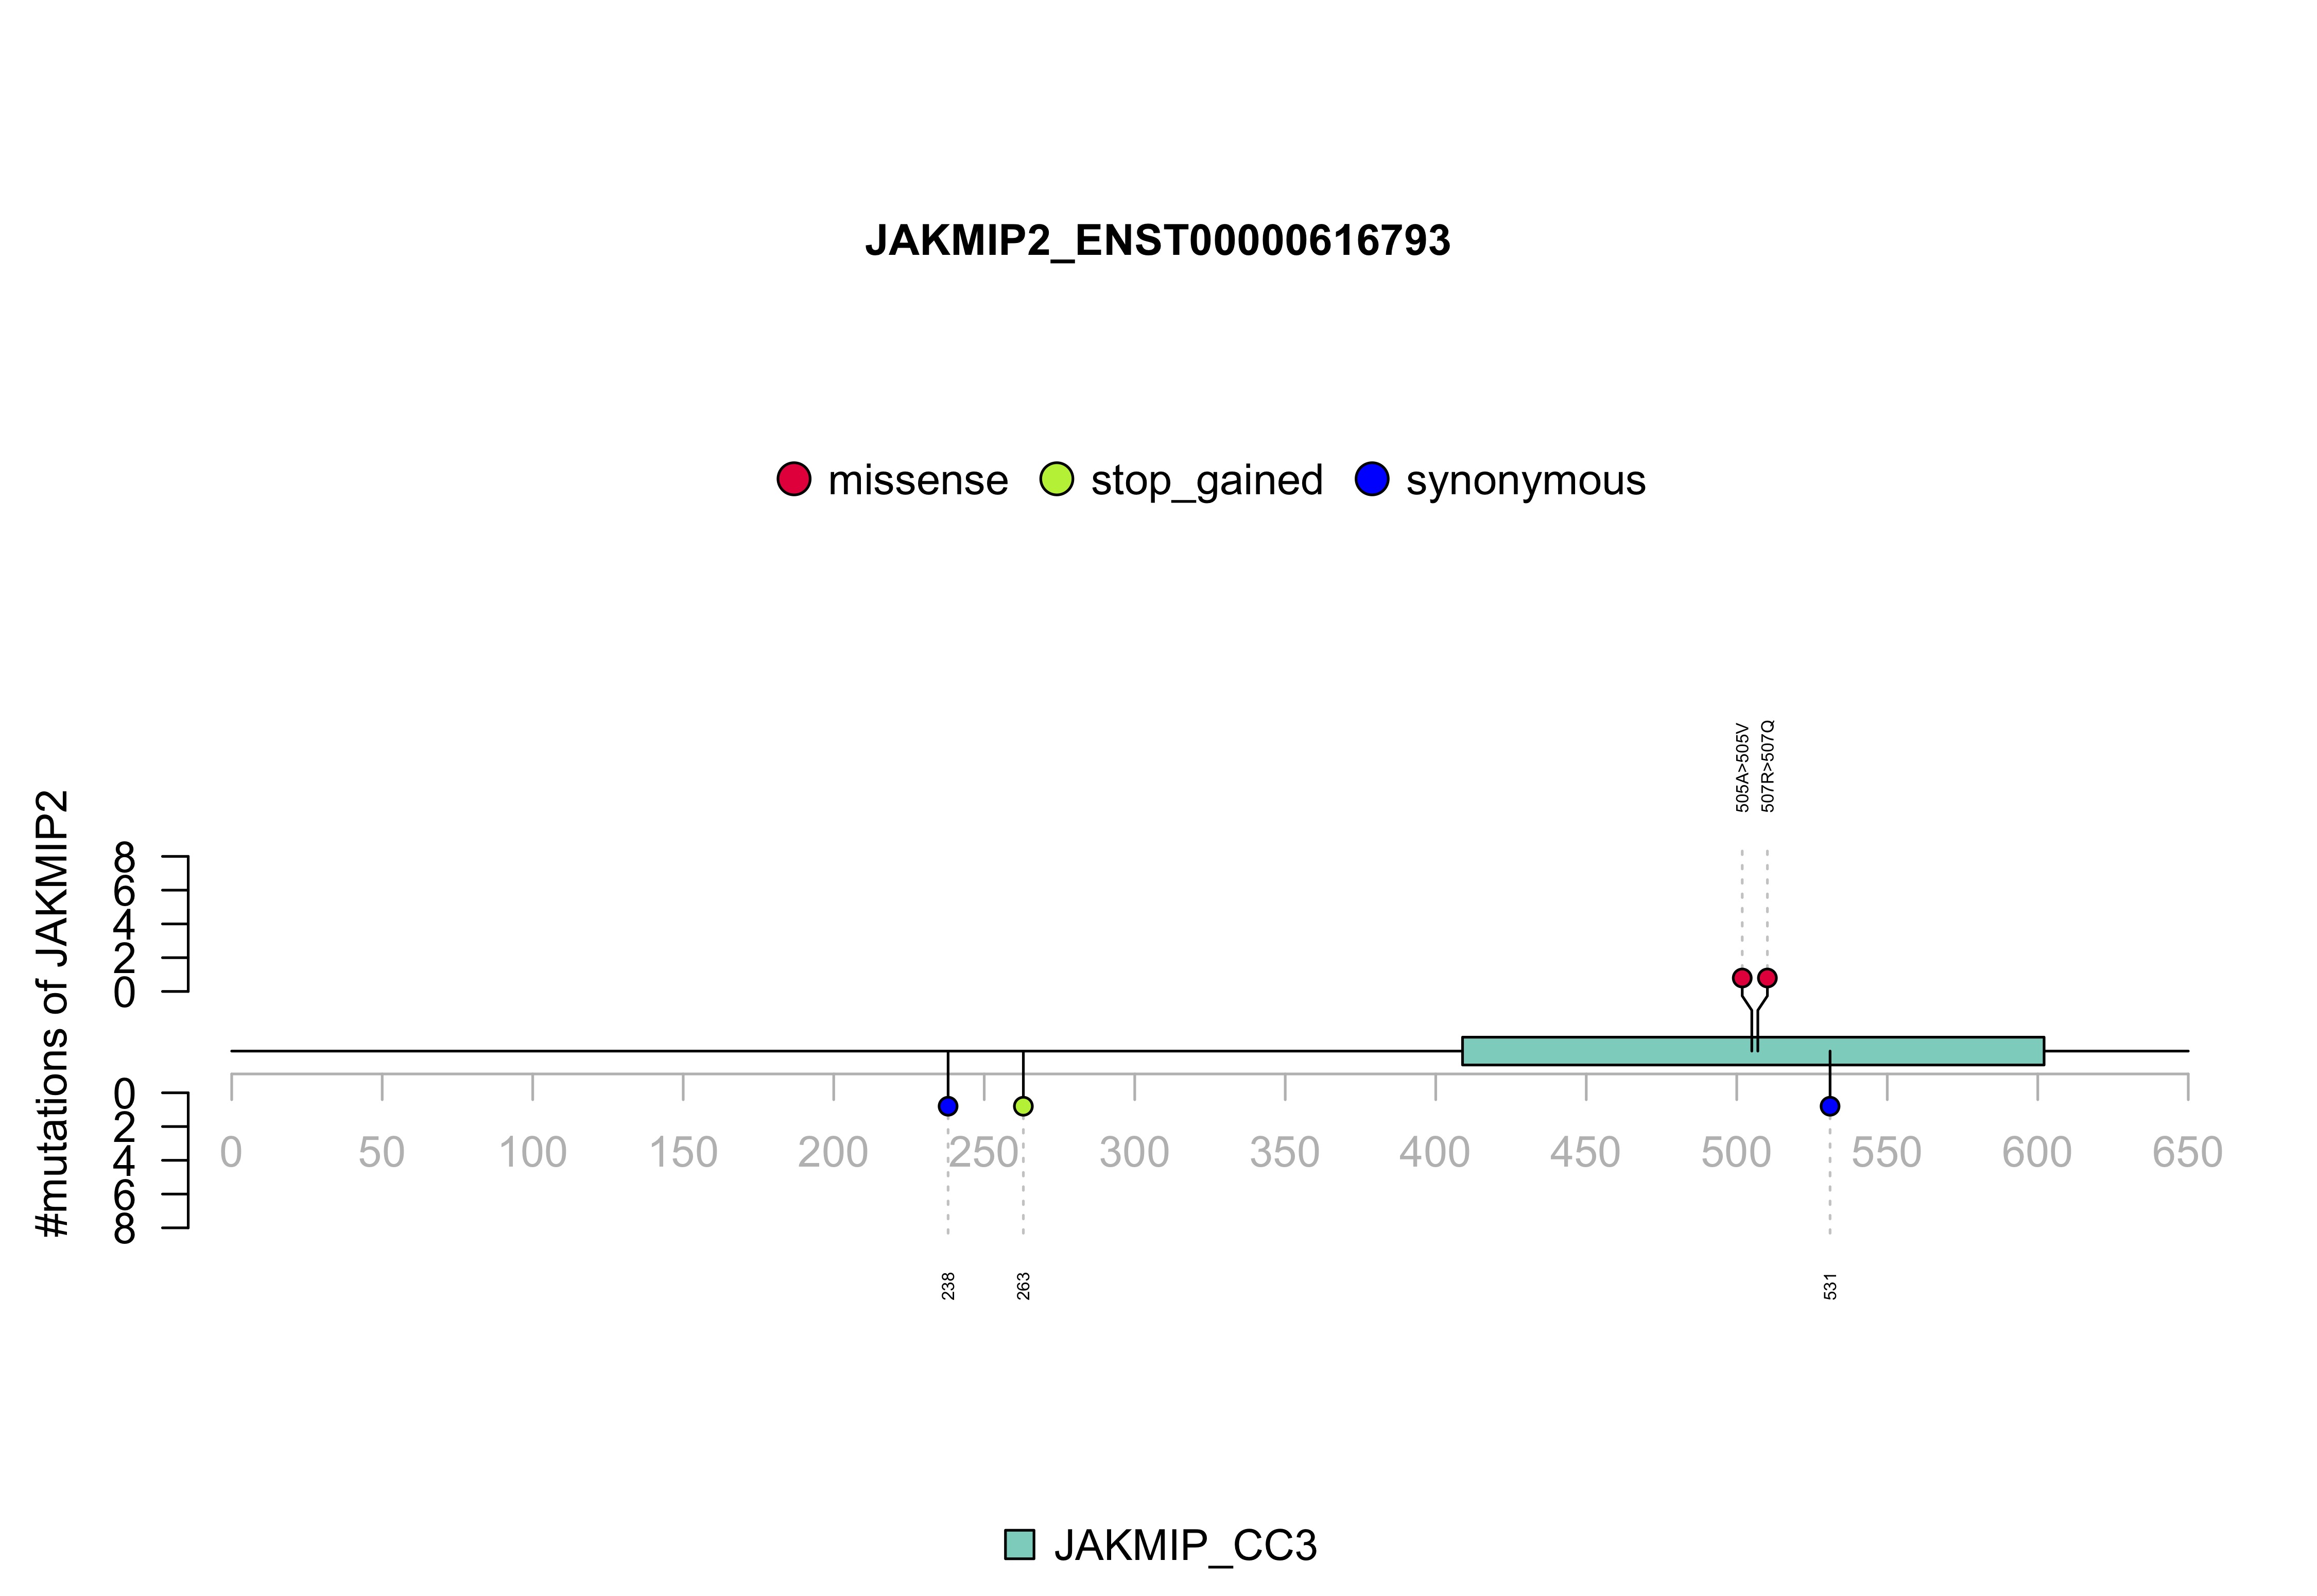 JAKMIP2_ENST00000616793
missense stop_gained synonymous
505A>505V
507R>507Q
#mutations of JAKMIP2
8
6
4
2
0
0
2
4
6
8
0 50 100 150 200 250 300 350 400 450 500 550 600 650
238
263
531
JAKMIP_CC3